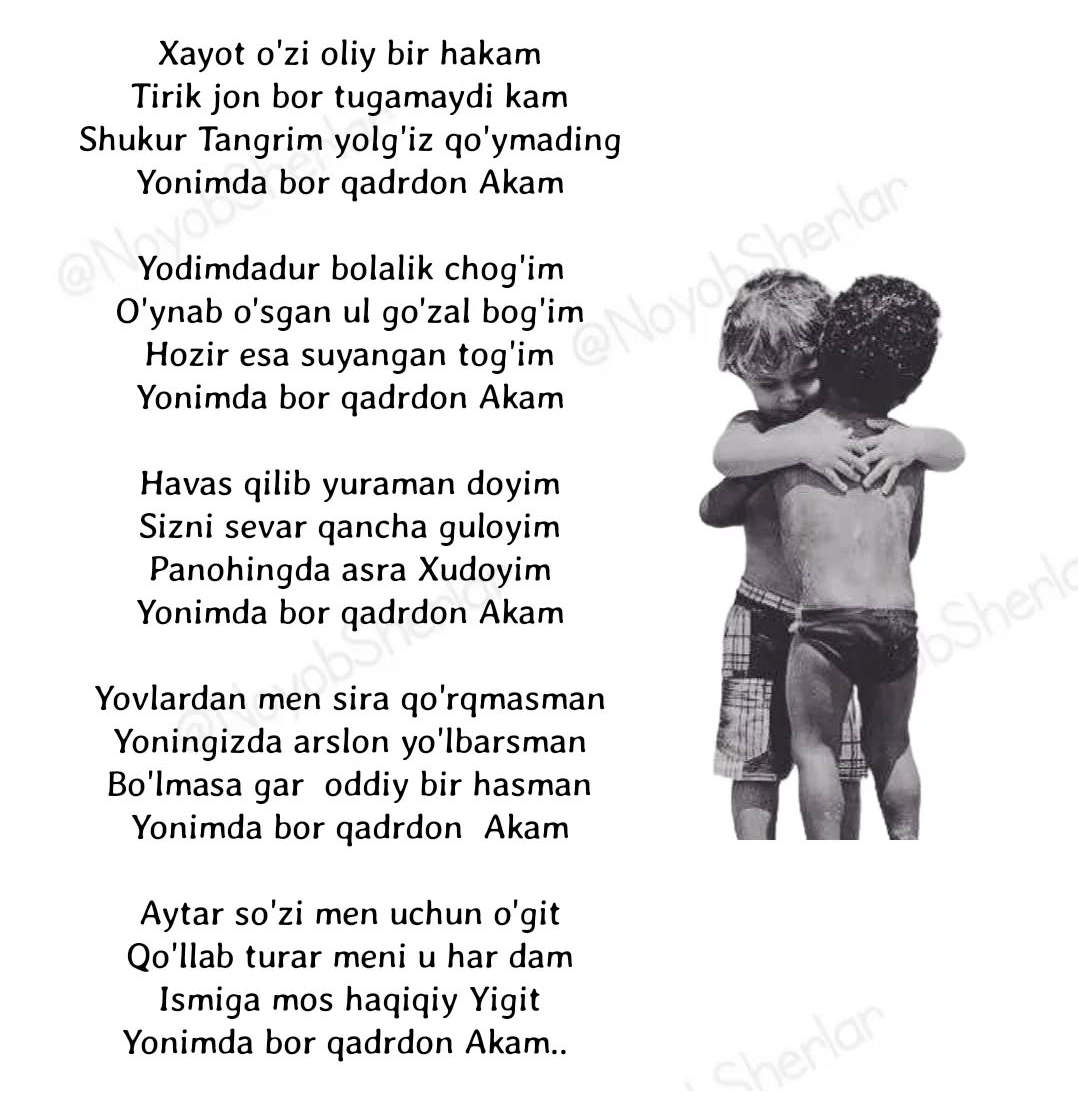 Xayot o'zi oliy bir hakam
Tirik jon bor tugamaydi kam
Shukur Tangrim yolg'iz qo'ymading
Yonimda bor qadrdon Akam
Yodimdadur bolalik chog'im
O'ynab o'sgan ul go'zal bog'im
Hozir esa suyangan tog'im
Yonimda bor qadrdon Akam
Havas qilib yuraman doyim
Sizni sevar qancha guloyim
Panohingda asra Xudoyim
Yonimda bor qadrdon Akam
Yovlardan men sira qo'rqmasman
Yoningizda arslon yo'lbarsman
Bo'lmasa gar  oddiy bir hasman
Yonimda bor qadrdon  Akam
Aytar so'zi men uchun o'git
Qo'llab turar meni u har dam
Ismiga mos haqiqiy Yigit
Yonimda bor qadrdon Akam..
@NoyobSherlar
@NoyobSherlar
@NoyobSherlar
bSherla
Sherlar